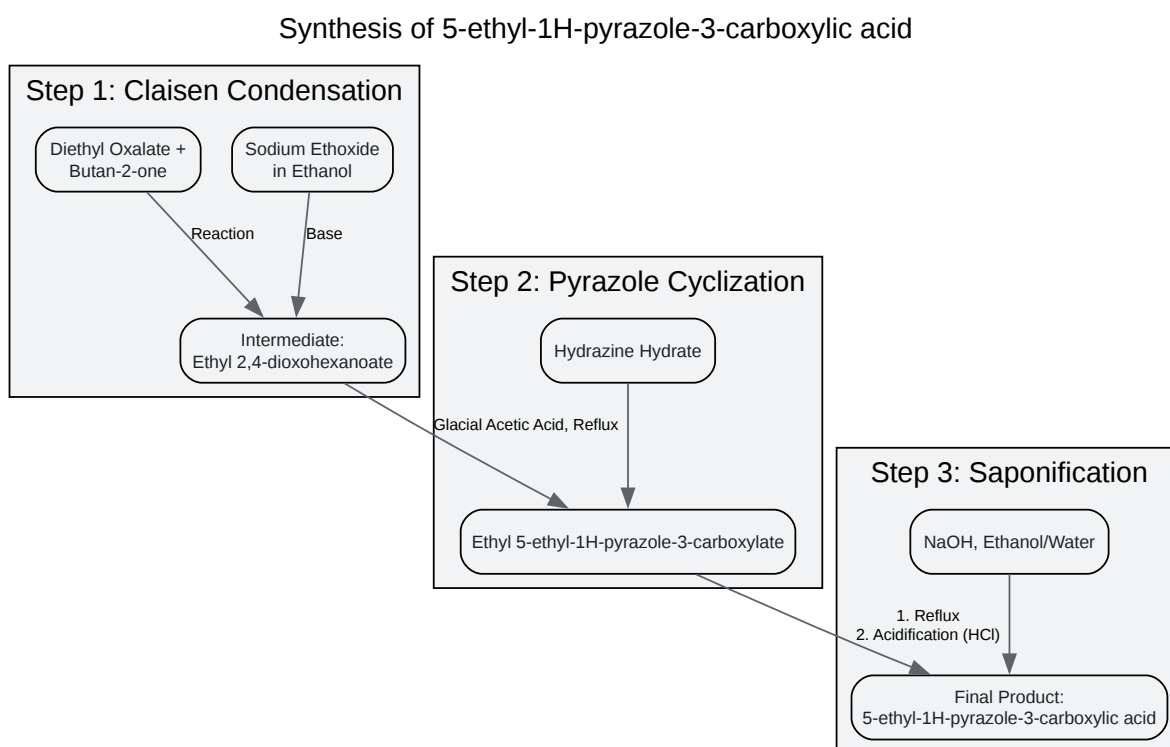 Synthesis of 5-ethyl-1H-pyrazole-3-carboxylic acid
Step 1: Claisen Condensation
Diethyl Oxalate +
Butan-2-one
Sodium Ethoxide
in Ethanol
Reaction
Base
Intermediate:
Ethyl 2,4-dioxohexanoate
Step 2: Pyrazole Cyclization
Hydrazine Hydrate
Glacial Acetic Acid, Reflux
Ethyl 5-ethyl-1H-pyrazole-3-carboxylate
Step 3: Saponification
NaOH, Ethanol/Water
1. Reflux
2. Acidification (HCl)
Final Product:
5-ethyl-1H-pyrazole-3-carboxylic acid